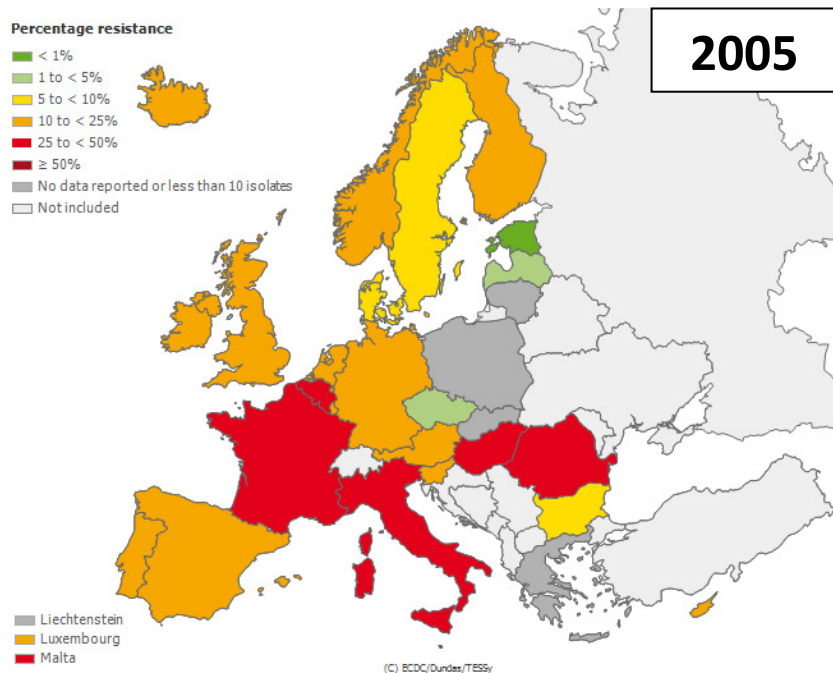 2005
Percentage resistance
< 1%
1 to < 5%
5 to < 10%
10 to < 25%
25 to < 50%
≥ 50%
No data reported or less than 10 isolates
Not included
Liechtenstein
Luxembourg
Malta
(C) ECDC/Dundas/TESSy